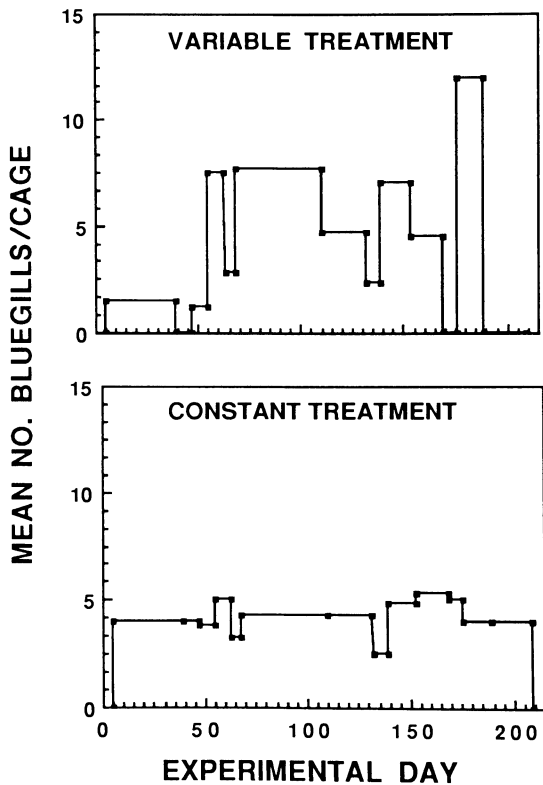 MEAN NO. BLUEGILLS/CAGE
VARIABLE TREATMENT
15
10
5
0
CONSTANT TREATMENT
15
10
5
0
0 50 100 150 200
EXPERIMENTAL DAY